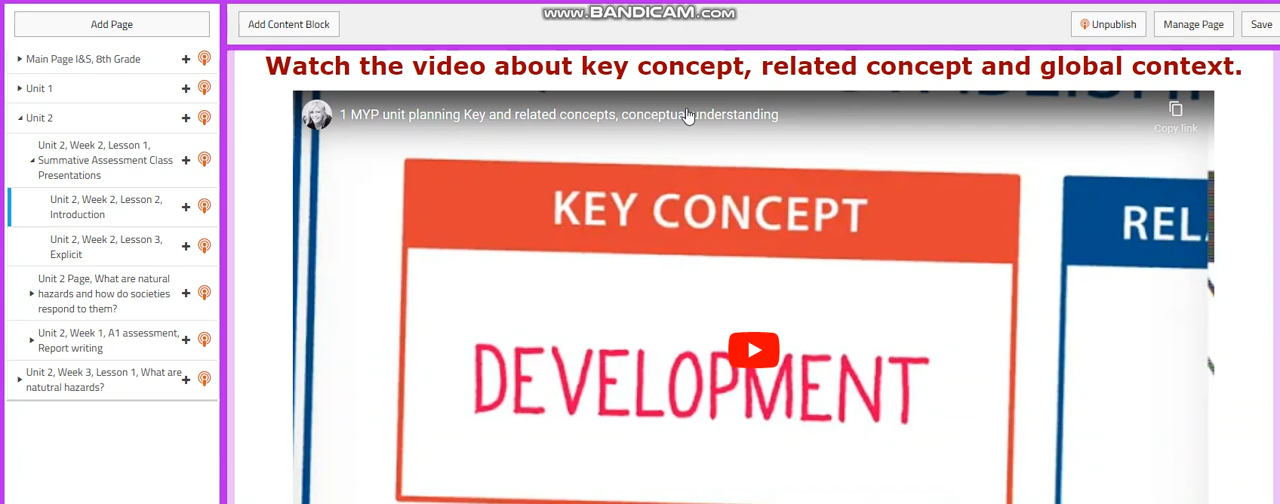 www.BANDICAM.com
Add Page
Add Content Block
Unpublish
Manage Page
Save
Main Page I&S, 8th Grade
Unit 1
Unit 2
Unit 2, Week 2, Lesson 1,
Summative Assessment Class
Presentations
Unit 2, Week 2, Lesson 2,
Introduction
Unit 2, Week 2, Lesson 3,
Explicit
Unit 2 Page, What are natural
hazards and how do societies
respond to them?
Unit 2, Week 1, A1 assessment,
Report writing
Unit 2, Week 3, Lesson 1, What are
natutral hazards?
Watch the video about key concept, related concept and global context.
1 MYP unit planning Key and related concepts, conceptual understanding
Copy link
KEY CONCEPT
REL
DEVELOPMENT